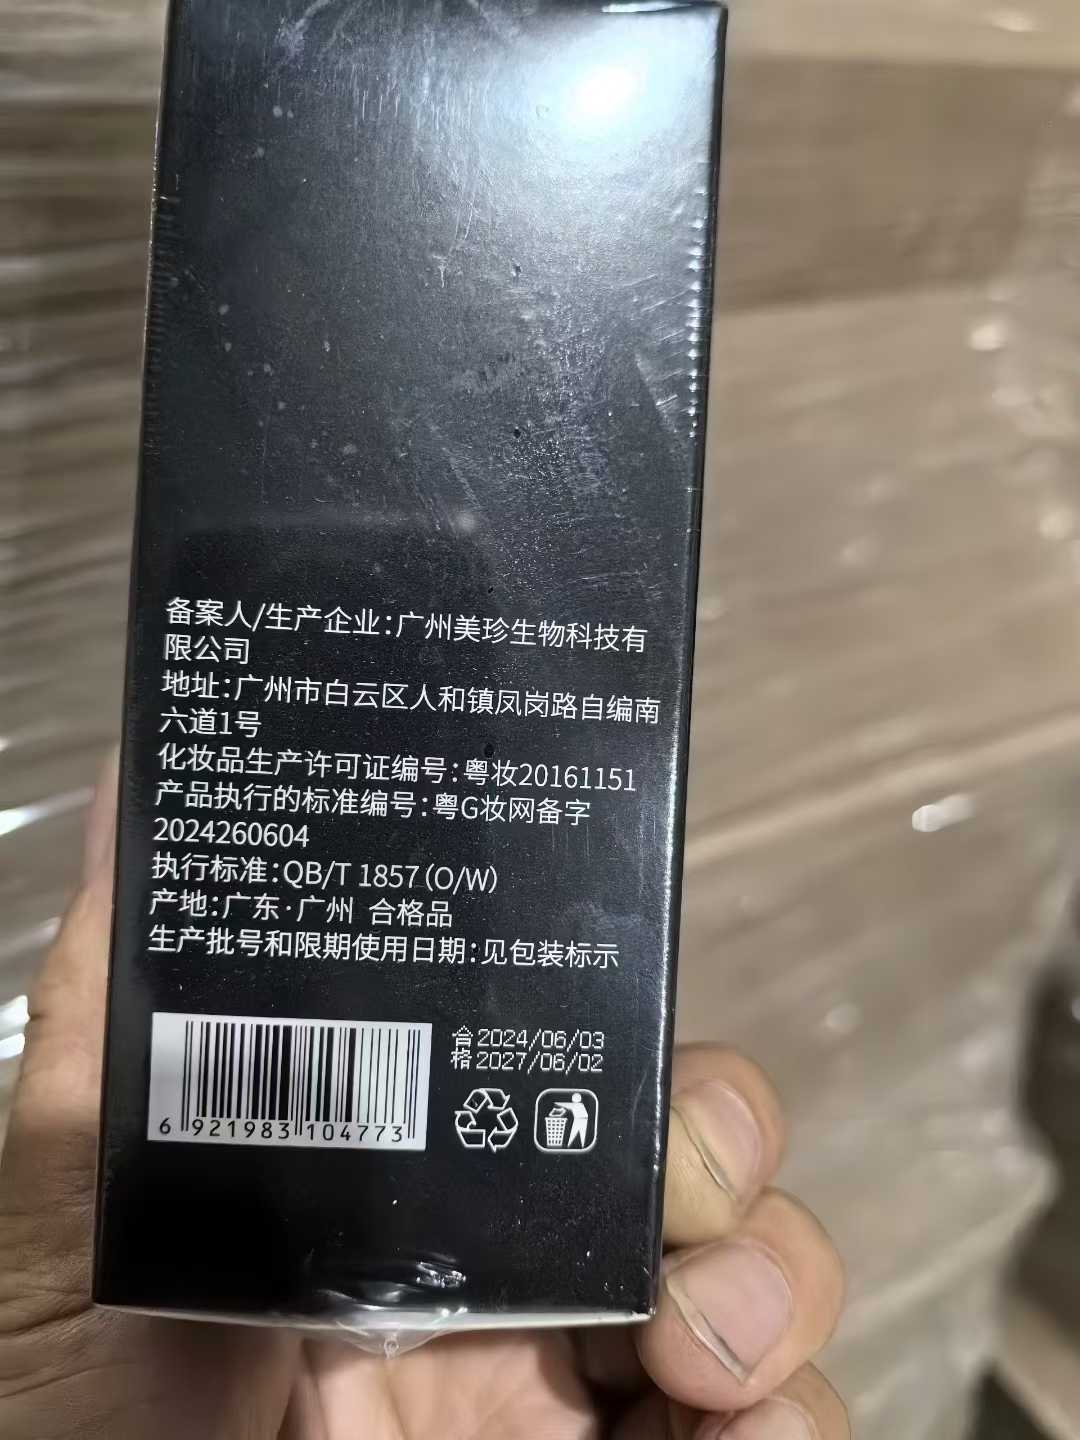 备案人/生产企业：广州美珍生物科技有
限公司
地址：广州市白云区人和镇凤岗路自编南
六道1号
化妆品生产许可证编号：粤妆20161151
产品执行的标准编号：粤G妆网备字
2024260604
执行标准：QB/T 1857（O/W）
产地：广东·广州 合格品
生产批号和限期使用日期：见包装标示
合 2024/06/03
格 2027/06/02
6 921983 104773